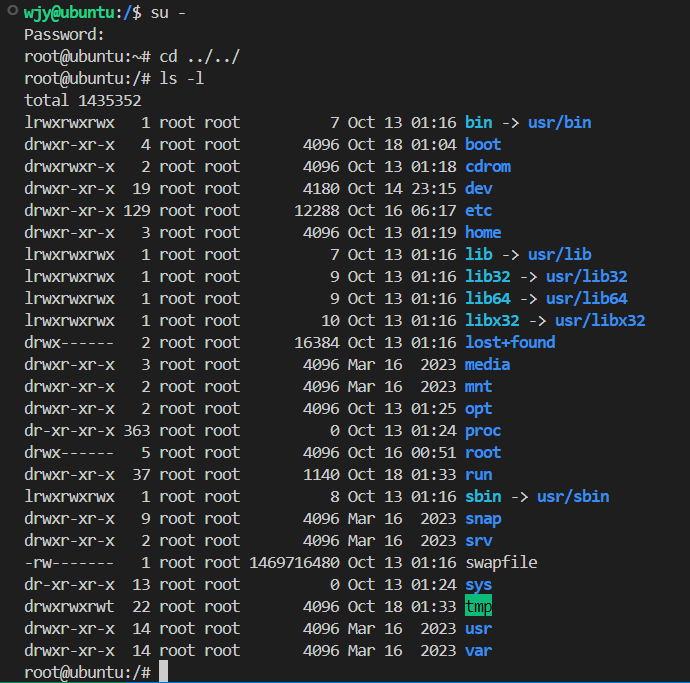 wjy@ubuntu:/$ su -
Password:
root@ubuntu:~# cd ../../
root@ubuntu:/# ls -l
total 1435352
lrwxrwxrwx   1 root root          7 Oct 13 01:16 bin -> usr/bin
drwxr-xr-x   4 root root       4096 Oct 18 01:04 boot
drwxrwxr-x   2 root root       4096 Oct 13 01:18 cdrom
drwxr-xr-x  19 root root       4180 Oct 14 23:15 dev
drwxr-xr-x 129 root root      12288 Oct 16 06:17 etc
drwxr-xr-x   3 root root       4096 Oct 13 01:19 home
lrwxrwxrwx   1 root root          7 Oct 13 01:16 lib -> usr/lib
lrwxrwxrwx   1 root root          9 Oct 13 01:16 lib32 -> usr/lib32
lrwxrwxrwx   1 root root          9 Oct 13 01:16 lib64 -> usr/lib64
lrwxrwxrwx   1 root root         10 Oct 13 01:16 libx32 -> usr/libx32
drwx------   2 root root      16384 Oct 13 01:16 lost+found
drwxr-xr-x   3 root root       4096 Mar 16  2023 media
drwxr-xr-x   2 root root       4096 Mar 16  2023 mnt
drwxr-xr-x   2 root root       4096 Oct 13 01:25 opt
dr-xr-xr-x 363 root root          0 Oct 13 01:24 proc
drwx------   5 root root       4096 Oct 16 00:51 root
drwxr-xr-x  37 root root       1140 Oct 18 01:33 run
lrwxrwxrwx   1 root root          8 Oct 13 01:16 sbin -> usr/sbin
drwxr-xr-x   9 root root       4096 Mar 16  2023 snap
drwxr-xr-x   2 root root       4096 Mar 16  2023 srv
-rw-------   1 root root 1469716480 Oct 13 01:16 swapfile
dr-xr-xr-x  13 root root          0 Oct 13 01:24 sys
drwxrwxrwt  22 root root       4096 Oct 18 01:33 tmp
drwxr-xr-x  14 root root       4096 Mar 16  2023 usr
drwxr-xr-x  14 root root       4096 Mar 16  2023 var
root@ubuntu:/#